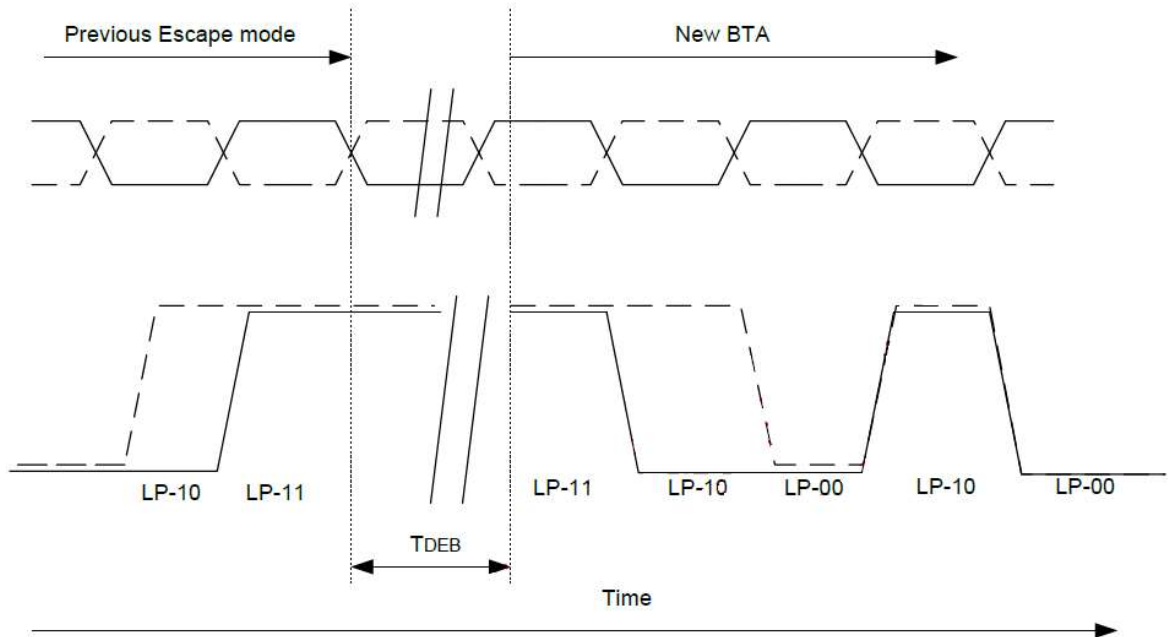 Previous Escape mode
New BTA
LP-10
LP-11
LP-11
LP-10
LP-00
LP-10
LP-00
TDEB
Time